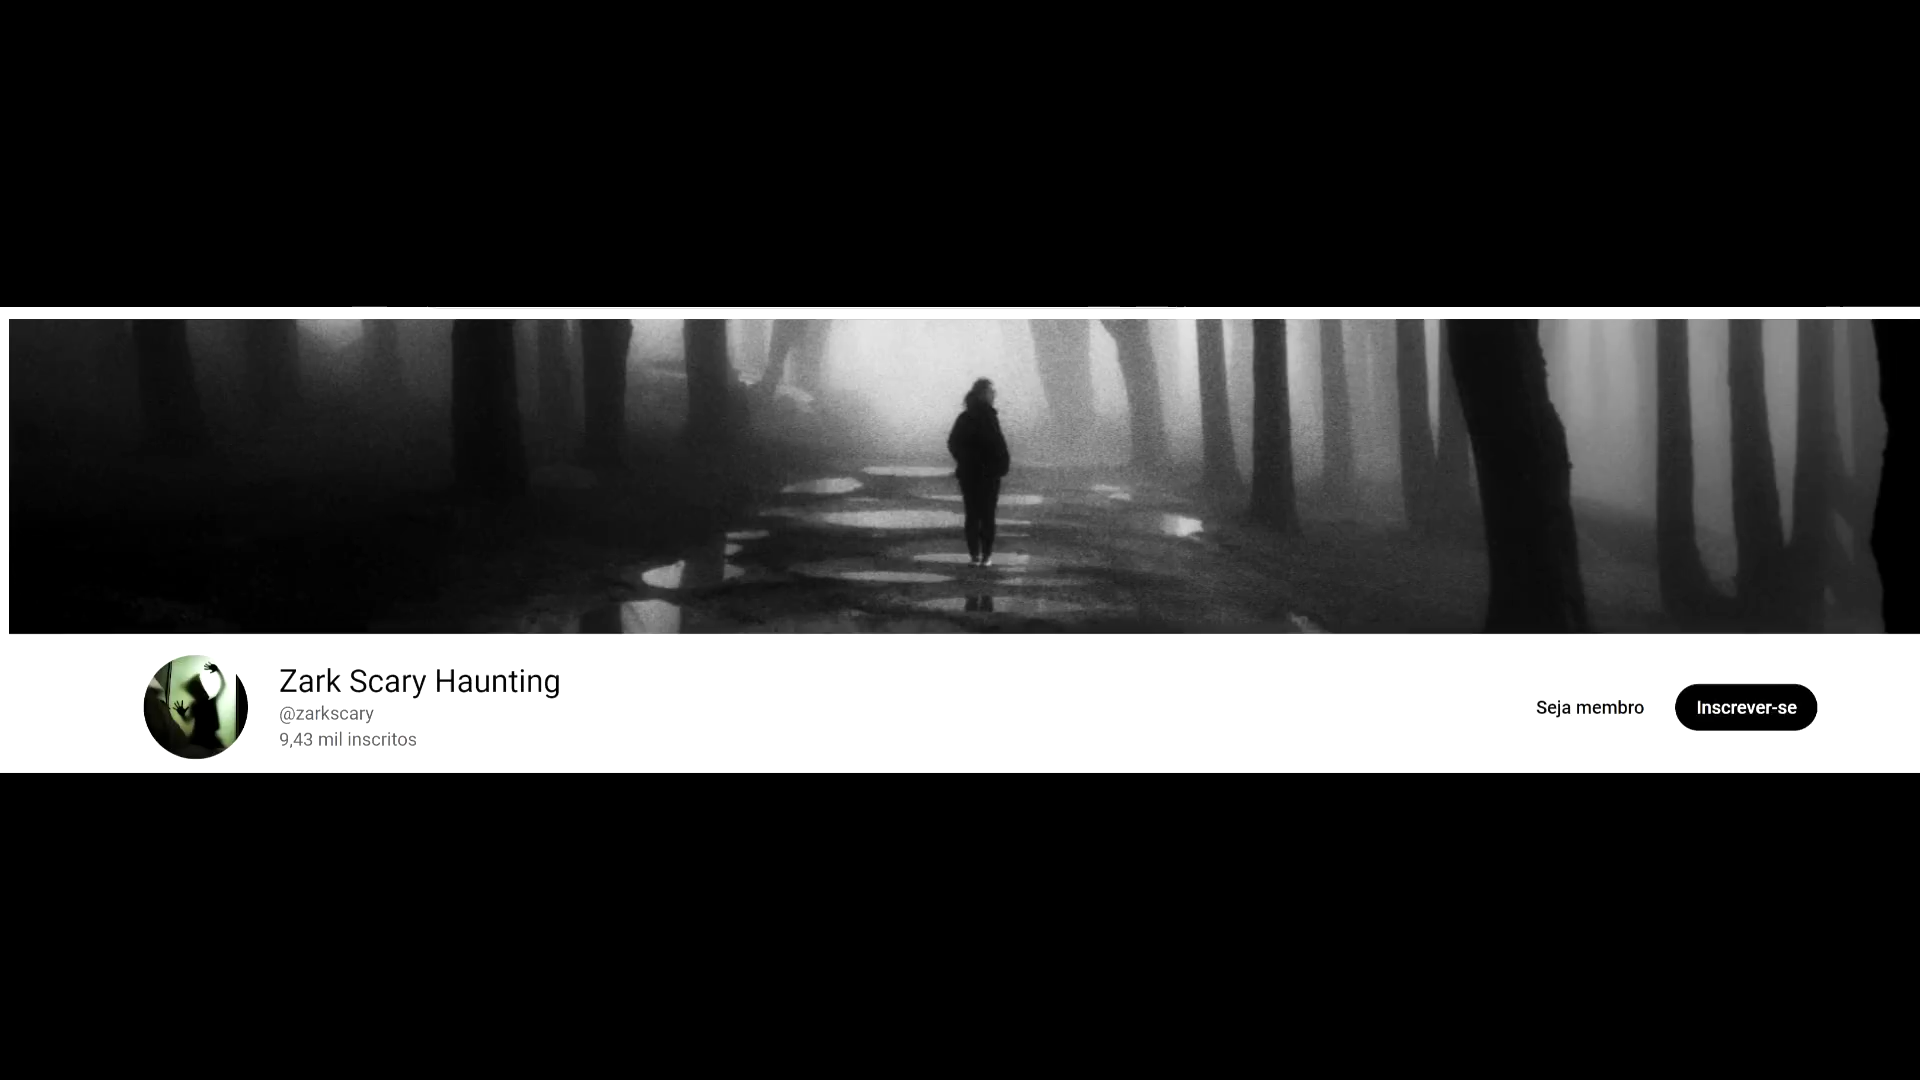 Zark Scary Haunting
@zarkscary
9,43 mil inscritos
Seja membro
Inscrever-se